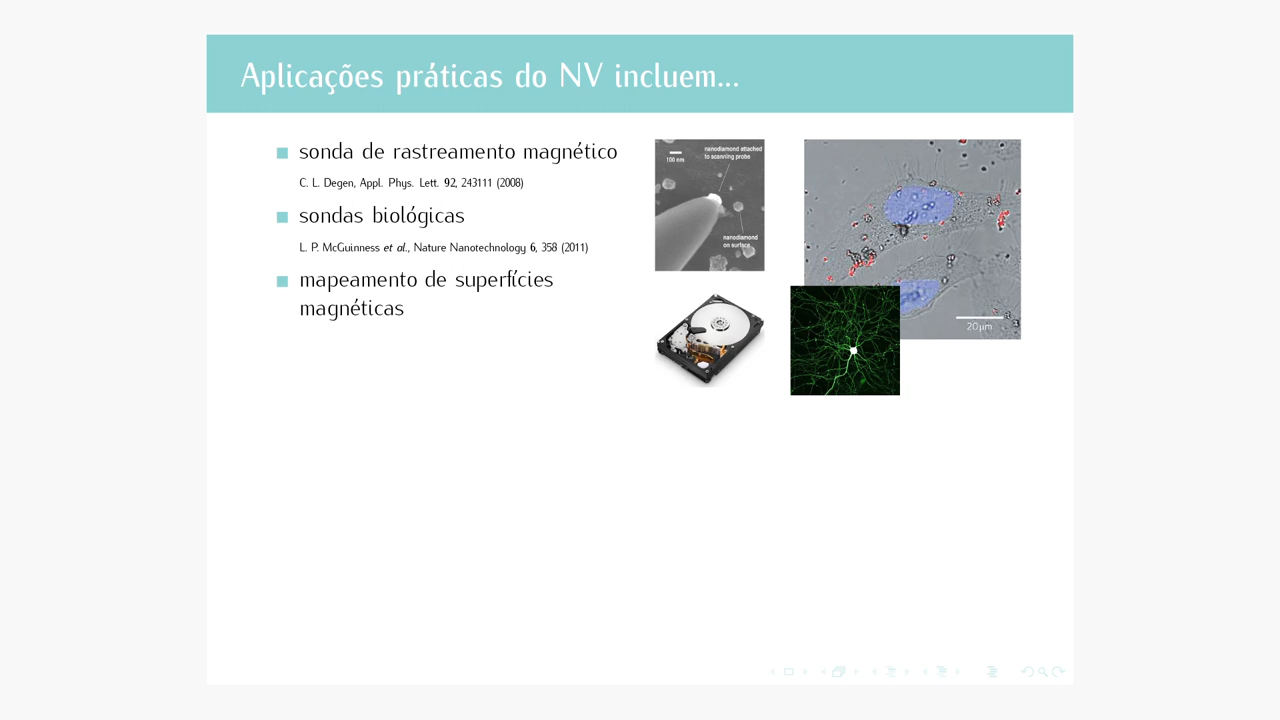 Aplicações práticas do NV incluem...
sonda de rastreamento magnético
C. L. Degen, Appl. Phys. Lett. 92, 243111 (2008)
sondas biológicas
L. P. McGuinness et al., Nature Nanotechnology 6, 358 (2011)
mapeamento de superfícies
magnéticas
nanodiamond attached
to scanning probe
100 nm
nanodiamond
on surface
20 µm